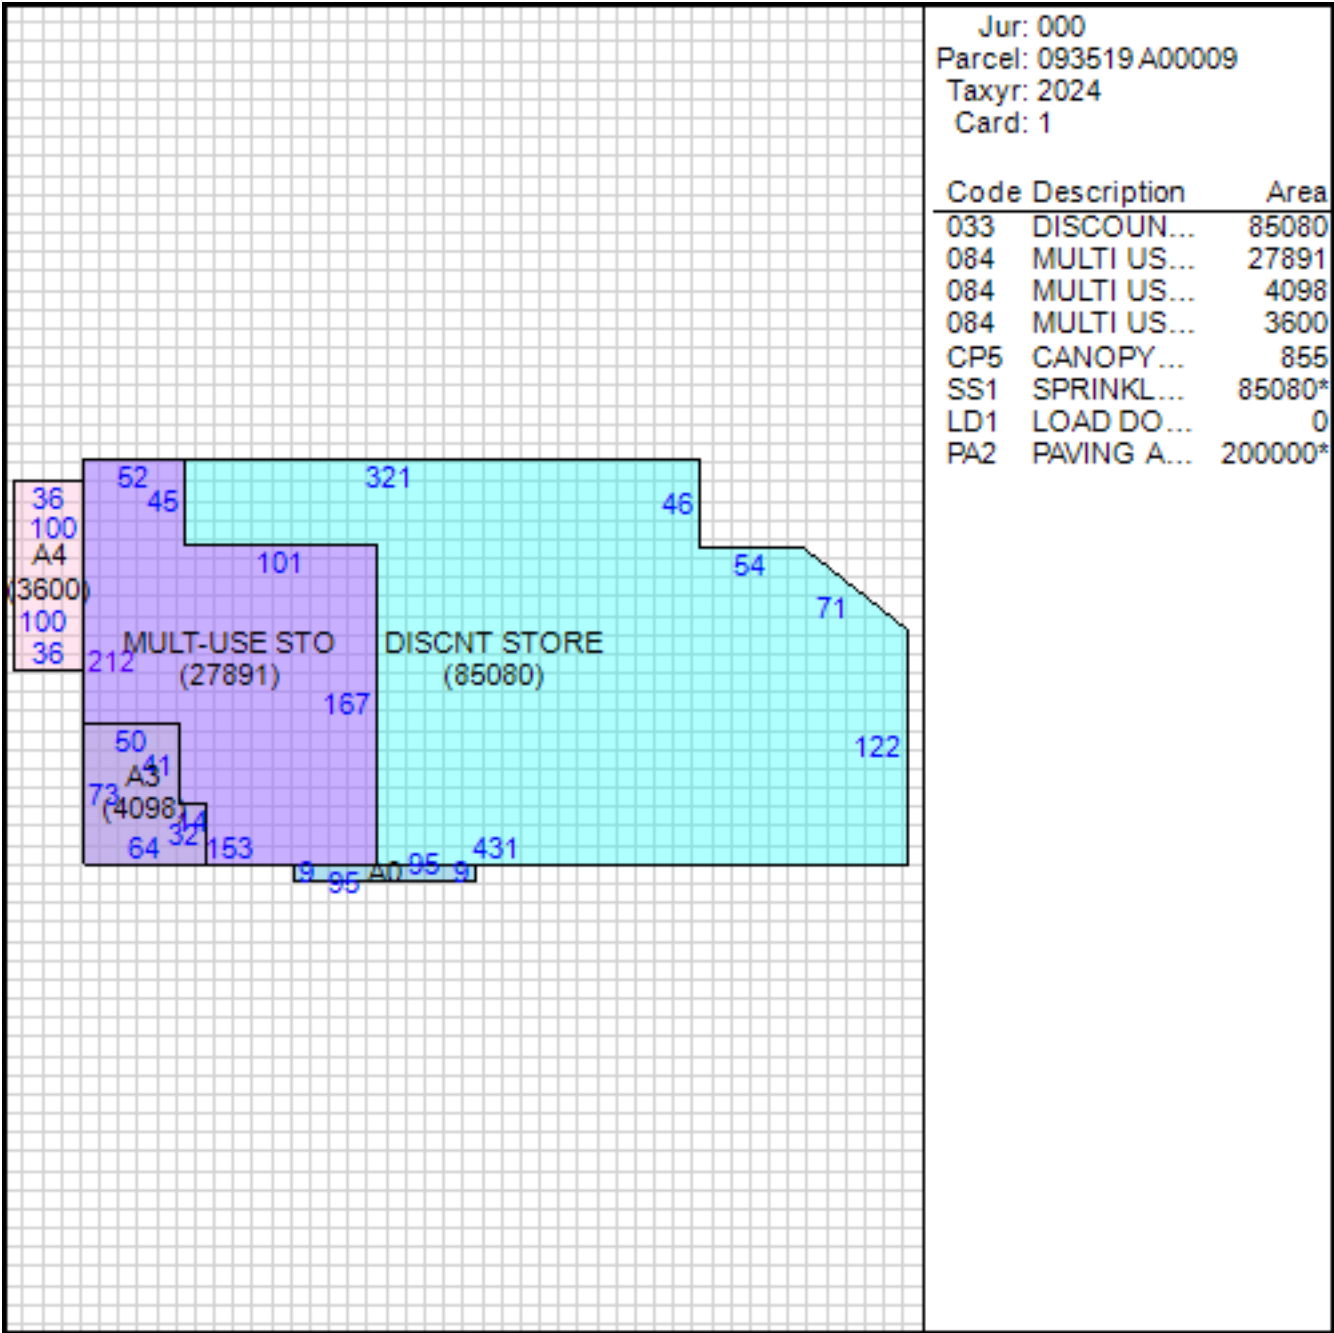 Jur: 000
Parcel: 093519 A00009
Taxyr: 2024
Card: 1
Code Description Area
033 DISCOUN... 85080
084 MULTI US... 27891
084 MULTI US... 4098
084 MULTI US... 3600
CP5 CANOPY... 855
SS1 SPRINKL... 85080*
LD1 LOAD DO... 0
PA2 PAVING A... 200000*
52
321
45
46
36
100
A4
(3600)
100
36
101
54
71
212
MULT-USE STO
(27891)
DISCNT STORE
(85080)
167
122
50
41
A3
73
(4098)
14
32
64
153
431
9
95
A0
95
9